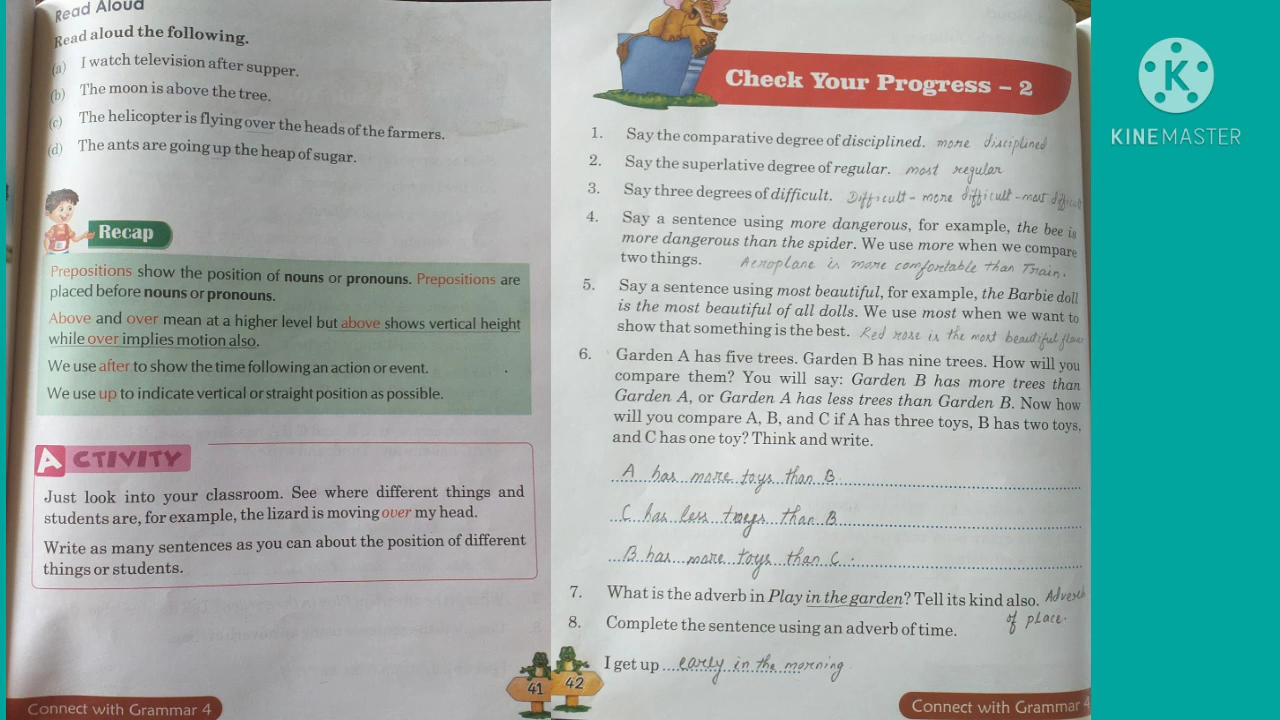 Read Aloud
Read aloud the following.
(a) I watch television after supper.
(b) The moon is above the tree.
(c) The helicopter is flying over the heads of the farmers.
(d) The ants are going up the heap of sugar.
Recap
Prepositions show the position of nouns or pronouns. Prepositions are
placed before nouns or pronouns.
Above and over mean at a higher level but above shows vertical height
while over implies motion also.
We use after to show the time following an action or event.
We use up to indicate vertical or straight position as possible.
ACTIVITY
Just look into your classroom. See where different things and
students are, for example, the lizard is moving over my head.
Write as many sentences as you can about the position of different
things or students.
41
Connect with Grammar 4
Check Your Progress – 2
1. Say the comparative degree of disciplined. more disciplined
2. Say the superlative degree of regular. most regular
3. Say three degrees of difficult. Difficult - more difficult - most difficult
4. Say a sentence using more dangerous, for example, the bee is
more dangerous than the spider. We use more when we compare
two things. Aeroplane is more comfortable than Train.
5. Say a sentence using most beautiful, for example, the Barbie doll
is the most beautiful of all dolls. We use most when we want to
show that something is the best. Red rose is the most beautiful
6. Garden A has five trees. Garden B has nine trees. How will you
compare them? You will say: Garden B has more trees than
Garden A, or Garden A has less trees than Garden B. Now how
will you compare A, B, and C if A has three toys, B has two toys,
and C has one toy? Think and write.
A has more toys than B
C has less toys than B
B has more toys than C.
7. What is the adverb in Play in the garden? Tell its kind also. Adverb
of place.
8. Complete the sentence using an adverb of time.
I get up early in the morning
42
Connect with Grammar 4
K
KINEMASTER